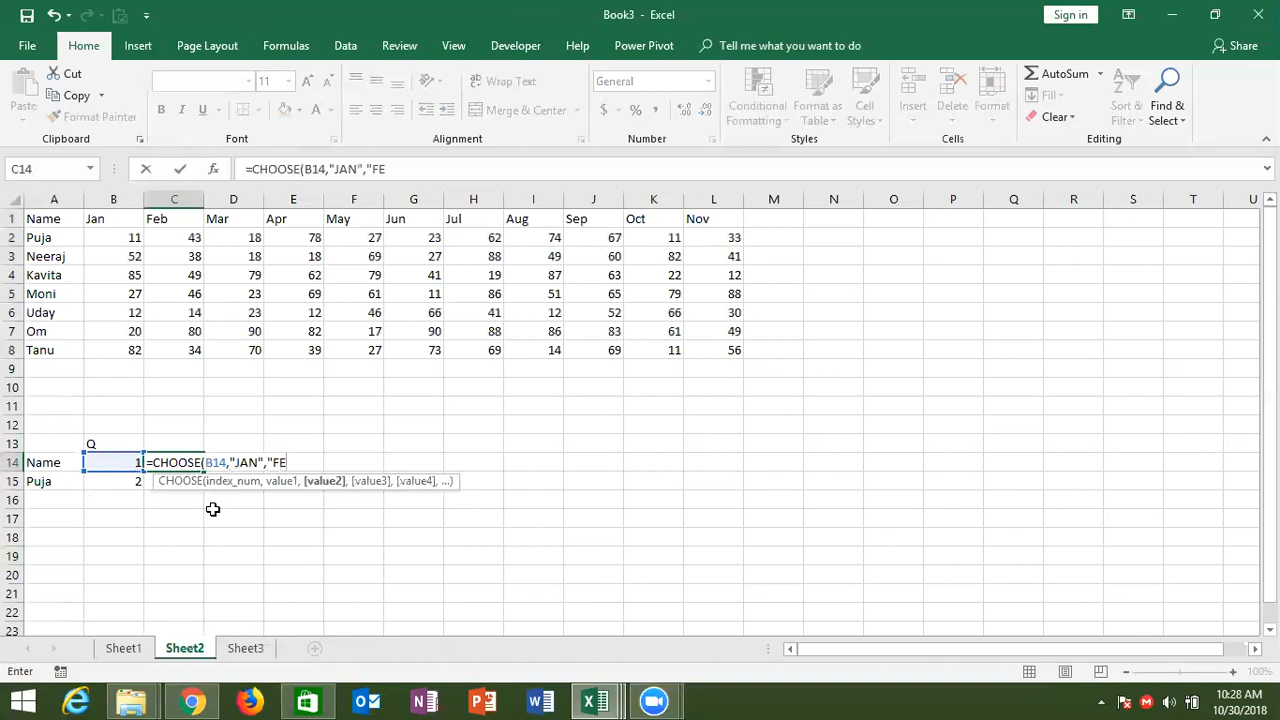 Book3 - Excel
Sign in
File Home Insert Page Layout Formulas Data Review View Developer Help Power Pivot Tell me what you want to do Share
Paste Cut Copy Format Painter Clipboard
11 B I U A Font
Wrap Text Merge & Center Alignment
General $ % , Number
Conditional Formatting Format as Table Cell Styles Styles
Insert Delete Format Cells
AutoSum Fill Clear Sort & Filter Find & Select Editing
C14 fx =CHOOSE(B14,"JAN","FE
A B C D E F G H I J K L M N O P Q R S T U
1 Name Jan Feb Mar Apr May Jun Jul Aug Sep Oct Nov
2 Puja 11 43 18 78 27 23 62 74 67 11 33
3 Neeraj 52 38 18 18 69 27 88 49 60 82 41
4 Kavita 85 49 79 62 79 41 19 87 63 22 12
5 Moni 27 46 23 69 61 11 86 51 65 79 88
6 Uday 12 14 23 12 46 66 41 12 52 66 30
7 Om 20 80 90 82 17 90 88 86 83 61 49
8 Tanu 82 34 70 39 27 73 69 14 69 11 56
9
10
11
12
13 Q
14 Name 1 =CHOOSE(B14,"JAN","FE
15 Puja 2 CHOOSE(index_num, value1, [value2], [value3], [value4], ...)
16
17
18
19
20
21
22
23
Sheet1 Sheet2 Sheet3
Enter 100%
10:28 AM
10/30/2018